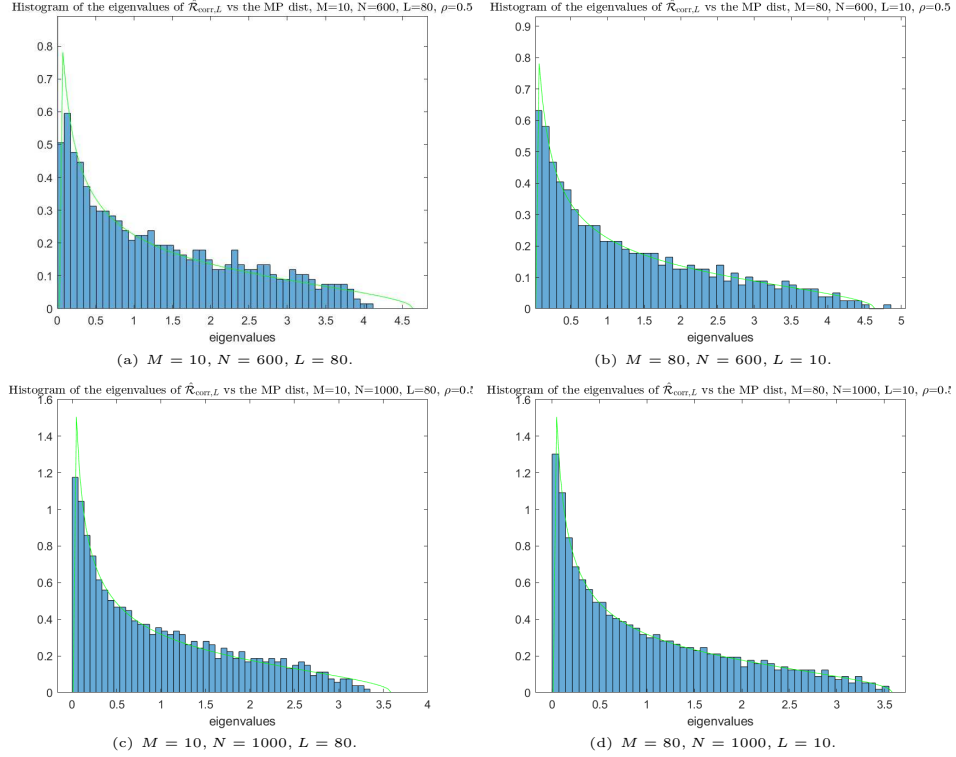 Histogram of the eigenvalues of R̂corr,L vs the MP dist, M=10, N=600, L=80, ρ=0.5
Histogram of the eigenvalues of R̂corr,L vs the MP dist, M=80, N=600, L=10, ρ=0.5
0.8
0.7
0.6
0.5
0.4
0.3
0.2
0.1
0
0 0.5 1 1.5 2 2.5 3 3.5 4 4.5
eigenvalues
0.9
0.8
0.7
0.6
0.5
0.4
0.3
0.2
0.1
0
0.5 1 1.5 2 2.5 3 3.5 4 4.5 5
eigenvalues
(a) M = 10, N = 600, L = 80.
(b) M = 80, N = 600, L = 10.
Histogram of the eigenvalues of R̂corr,L vs the MP dist, M=10, N=1000, L=80, ρ=0.
Histogram of the eigenvalues of R̂corr,L vs the MP dist, M=80, N=1000, L=10, ρ=0.
1.6
1.4
1.2
1
0.8
0.6
0.4
0.2
0
0 0.5 1 1.5 2 2.5 3 3.5 4
eigenvalues
1.6
1.4
1.2
1
0.8
0.6
0.4
0.2
0
0 0.5 1 1.5 2 2.5 3 3.5
eigenvalues
(c) M = 10, N = 1000, L = 80.
(d) M = 80, N = 1000, L = 10.